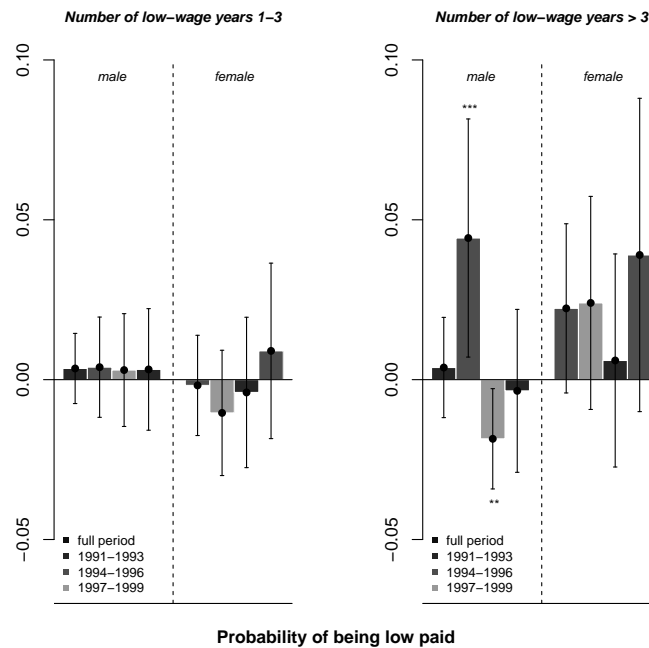 Number of low−wage years 1−3
male
female
0.10
0.05
0.00
−0.05
full period
1991−1993
1994−1996
1997−1999
Number of low−wage years > 3
male
female
0.10
0.05
0.00
−0.05
***
**
full period
1991−1993
1994−1996
1997−1999
Probability of being low paid